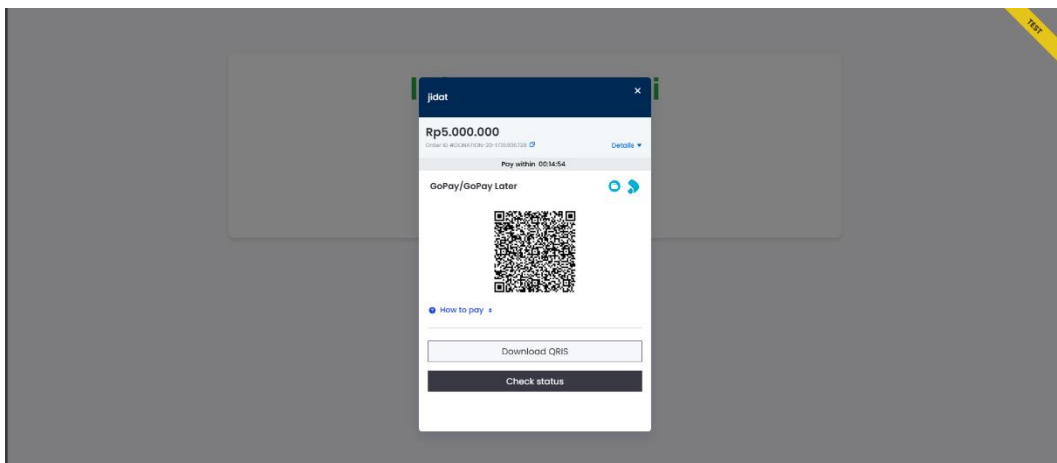 TEST
jidat
×
Rp5.000.000
Details
Pay within 00:14:54
GoPay/GoPay Later
How to pay
Download QRIS
Check status